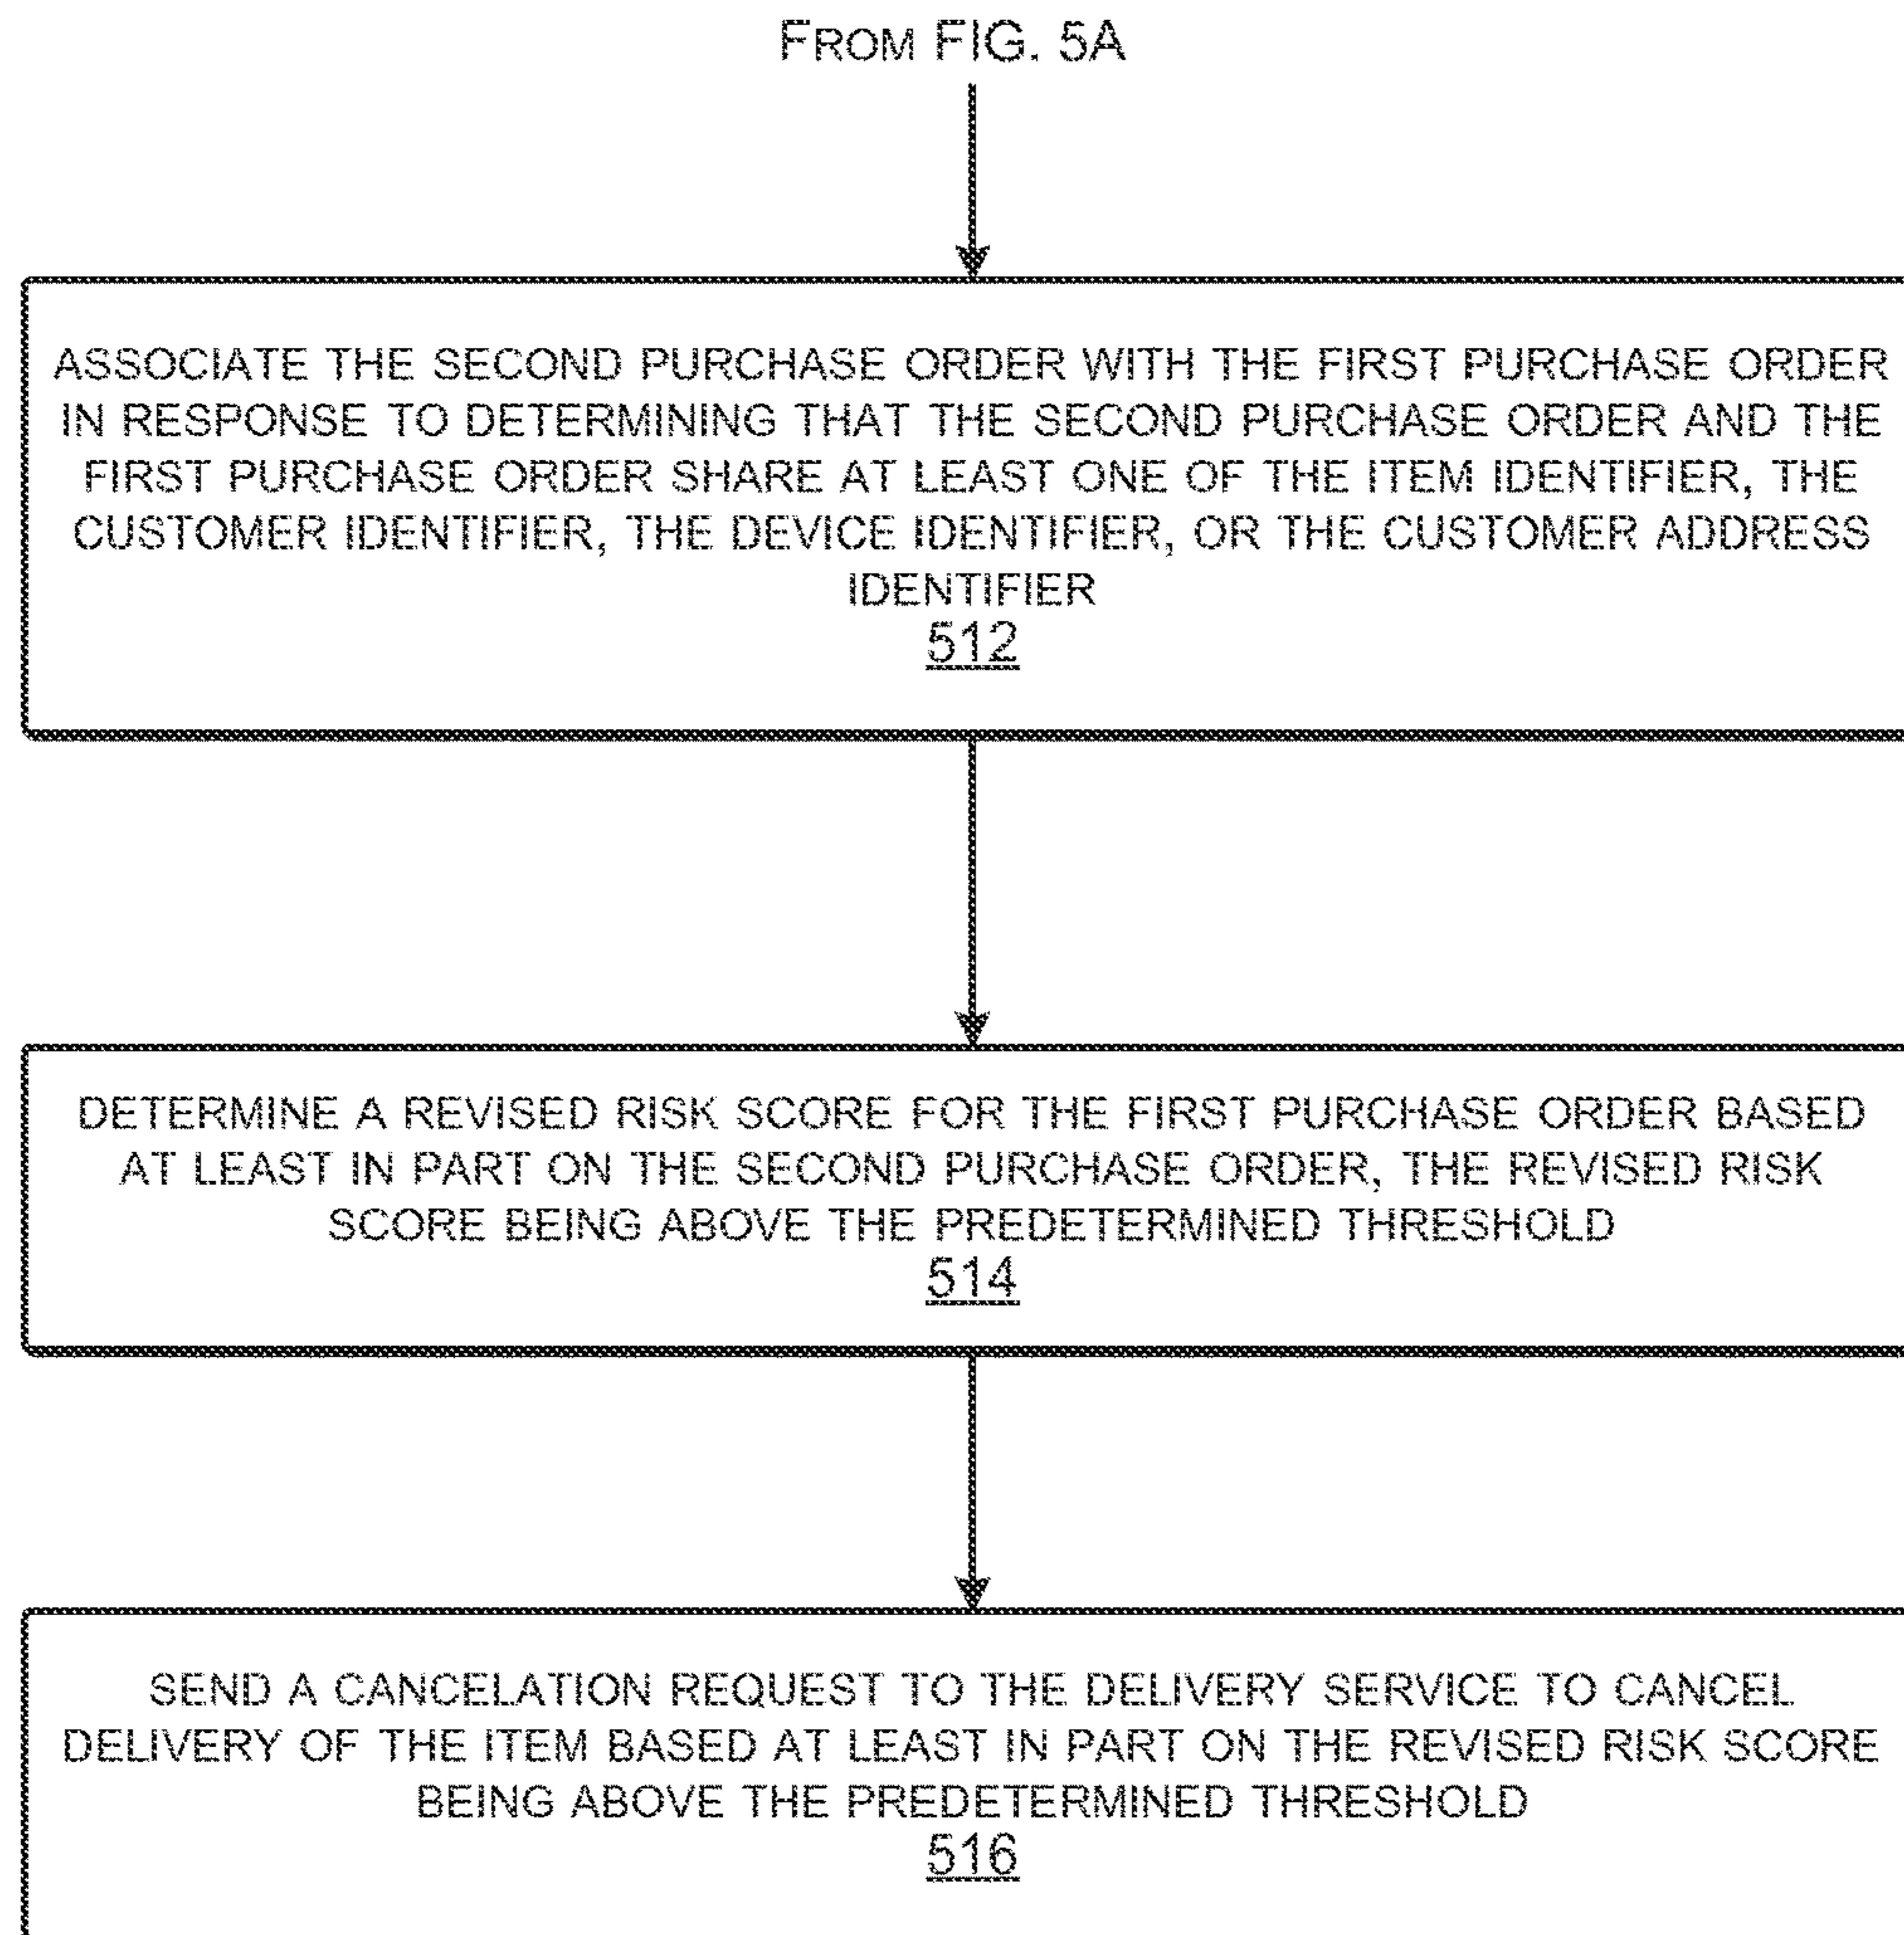 FROM FIG. 5A
ASSOCIATE THE SECOND PURCHASE ORDER WITH THE FIRST PURCHASE ORDER
IN RESPONSE TO DETERMINING THAT THE SECOND PURCHASE ORDER AND THE
FIRST PURCHASE ORDER SHARE AT LEAST ONE OF THE ITEM IDENTIFIER, THE
CUSTOMER IDENTIFIER, THE DEVICE IDENTIFIER, OR THE CUSTOMER ADDRESS
IDENTIFIER
512
DETERMINE A REVISED RISK SCORE FOR THE FIRST PURCHASE ORDER BASED
AT LEAST IN PART ON THE SECOND PURCHASE ORDER, THE REVISED RISK
SCORE BEING ABOVE THE PREDETERMINED THRESHOLD
514
SEND A CANCELATION REQUEST TO THE DELIVERY SERVICE TO CANCEL
DELIVERY OF THE ITEM BASED AT LEAST IN PART ON THE REVISED RISK SCORE
BEING ABOVE THE PREDETERMINED THRESHOLD
516